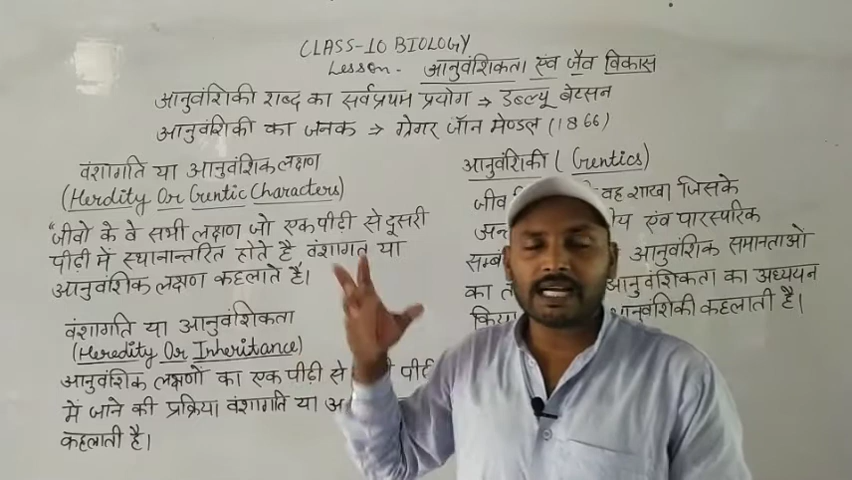 CLASS-10 BIOLOGY
Lesson- आनुवंशिकता एंव जैव विकास
आनुवंशिकी शब्द का सर्वप्रथम प्रयोग → डब्ल्यू बेटसन
आनुवंशिकी का जनक → ग्रेगर जॉन मेण्डल (1866)
वंशागति या आनुवंशिक लक्षण
(Herdity Or Gentic Characters)
"जीवो के वे सभी लक्षण जो एक पीढ़ी से दूसरी
पीढ़ी में स्थानान्तरित होते है वंशागत या
आनुवंशिक लक्षण कहलाते है।
वंशागति या आनुवंशिकता
(Heredity Or Inheritance)
आनुवंशिक लक्षणों का एक पीढ़ी से पीढ़ी
में जाने की प्रक्रिया वंशागति या
कहलाती है।
आनुवंशिकी (Gentics)
जीव वह शाखा जिसके
एंव पारस्परिक
आनुवंशिक समानताओ
का आनुवंशिकता का अध्ययन
आनुवंशिकी कहलाती है।